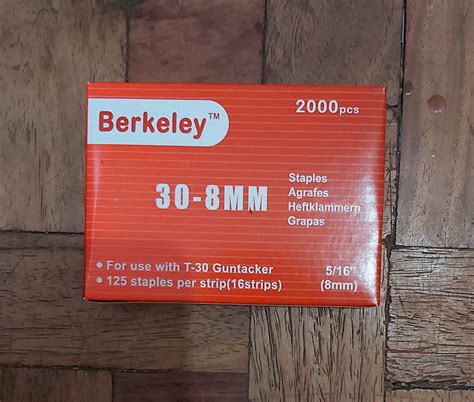 2000pcs
Berkeley™
30-8MM
Staples
Agrafes
Heftklammern
Grapas
• For use with T-30 Guntacker
• 125 staples per strip(16strips)
5/16"
(8mm)